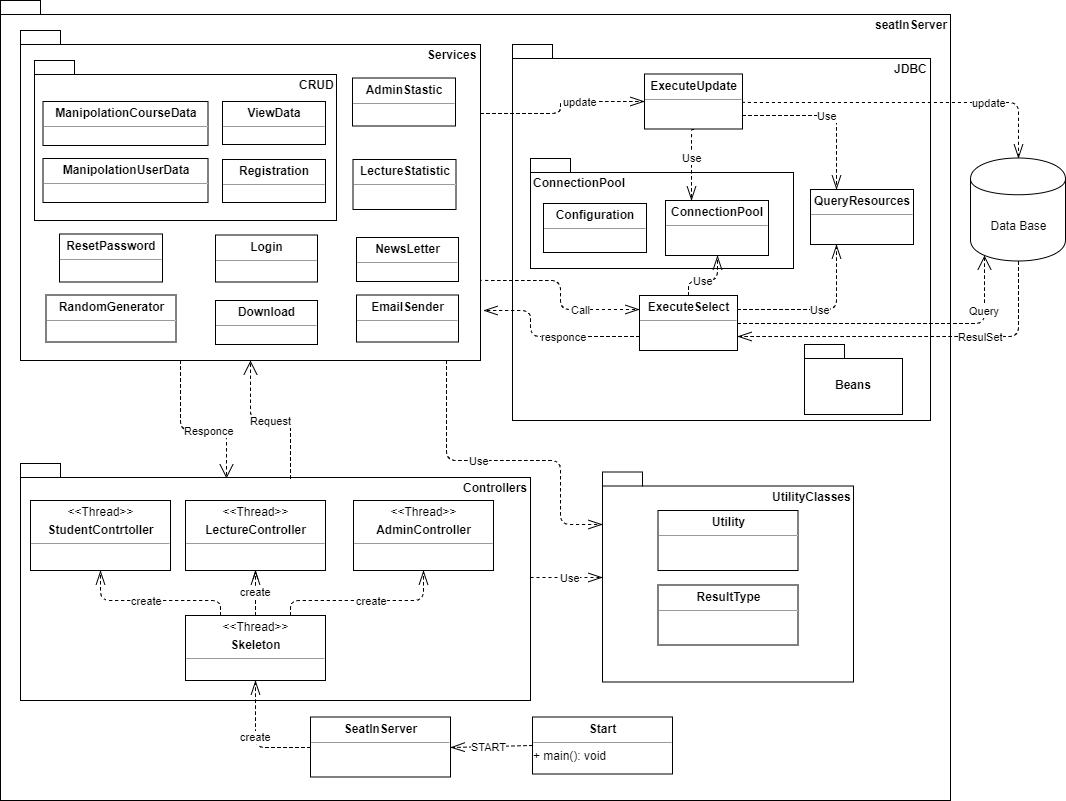 seatInServer
Services
CRUD
ManipolationCourseData
ViewData
ManipolationUserData
Registration
AdminStastic
LectureStatistic
ResetPassword
Login
NewsLetter
RandomGenerator
Download
EmailSender
JDBC
ExecuteUpdate
update
update
Use
Use
ConnectionPool
Configuration
ConnectionPool
QueryResources
Data Base
Use
Call
ExecuteSelect
Use
Query
responce
ResulSet
Beans
Responce
Request
Use
Controllers
<<Thread>>
StudentContrtoller
<<Thread>>
LectureController
<<Thread>>
AdminController
create
create
create
<<Thread>>
Skeleton
Use
UtilityClasses
Utility
ResultType
create
SeatInServer
START
Start
+ main(): void